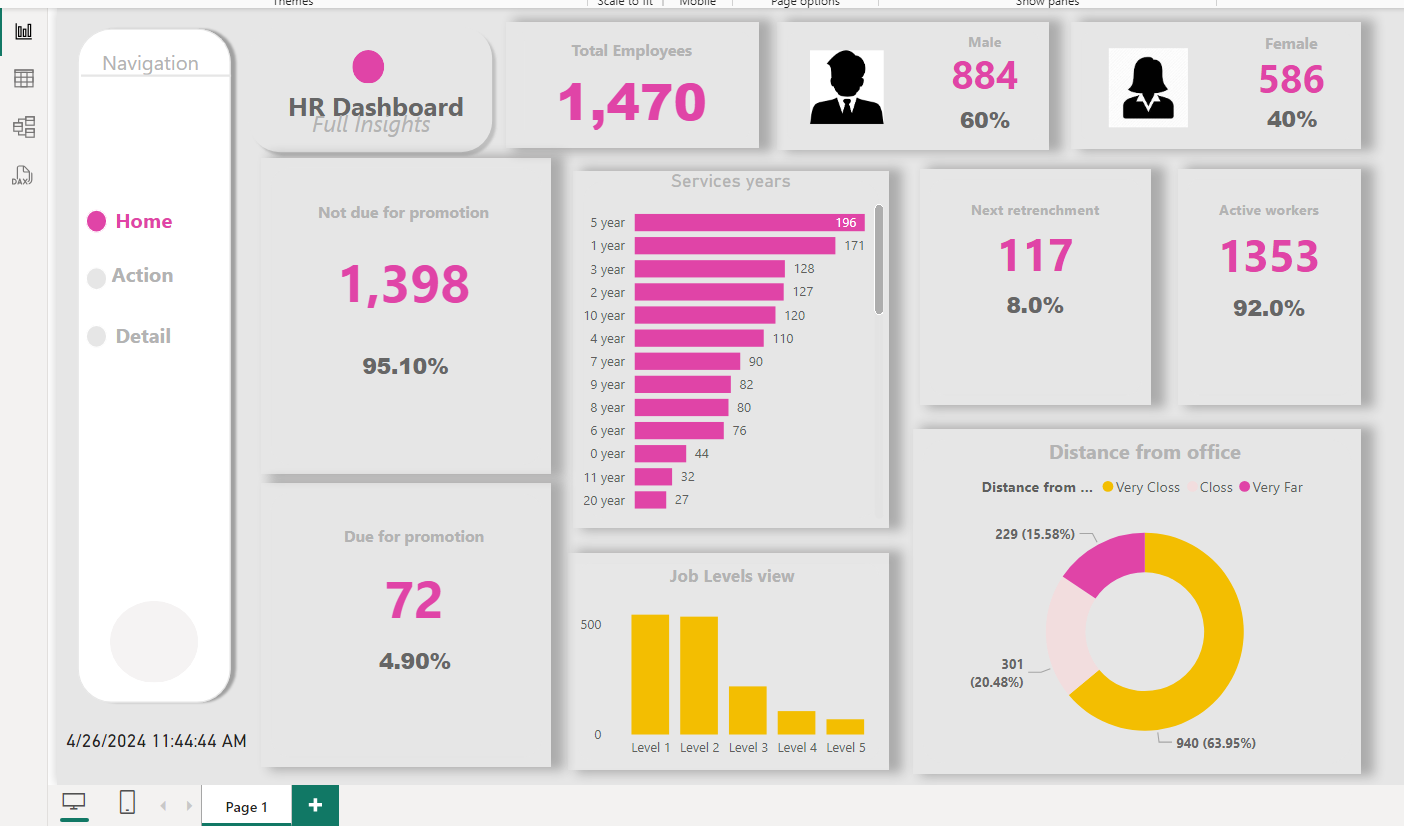 Themes
Scale to fit
Mobile
Page options
Show panes
DAX
Navigation
Home
Action
Detail
4/26/2024 11:44:44 AM
HR Dashboard
Full Insights
Total Employees
1,470
Male
884
60%
Female
586
40%
Not due for promotion
1,398
95.10%
Due for promotion
72
4.90%
Services years
5 year 196
1 year 171
3 year 128
2 year 127
10 year 120
4 year 110
7 year 90
9 year 82
8 year 80
6 year 76
0 year 44
11 year 32
20 year 27
Job Levels view
500
0
Level 1 Level 2 Level 3 Level 4 Level 5
Next retrenchment
117
8.0%
Active workers
1353
92.0%
Distance from office
Distance from ... Very Closs Closs Very Far
229 (15.58%)
301
(20.48%)
940 (63.95%)
Page 1